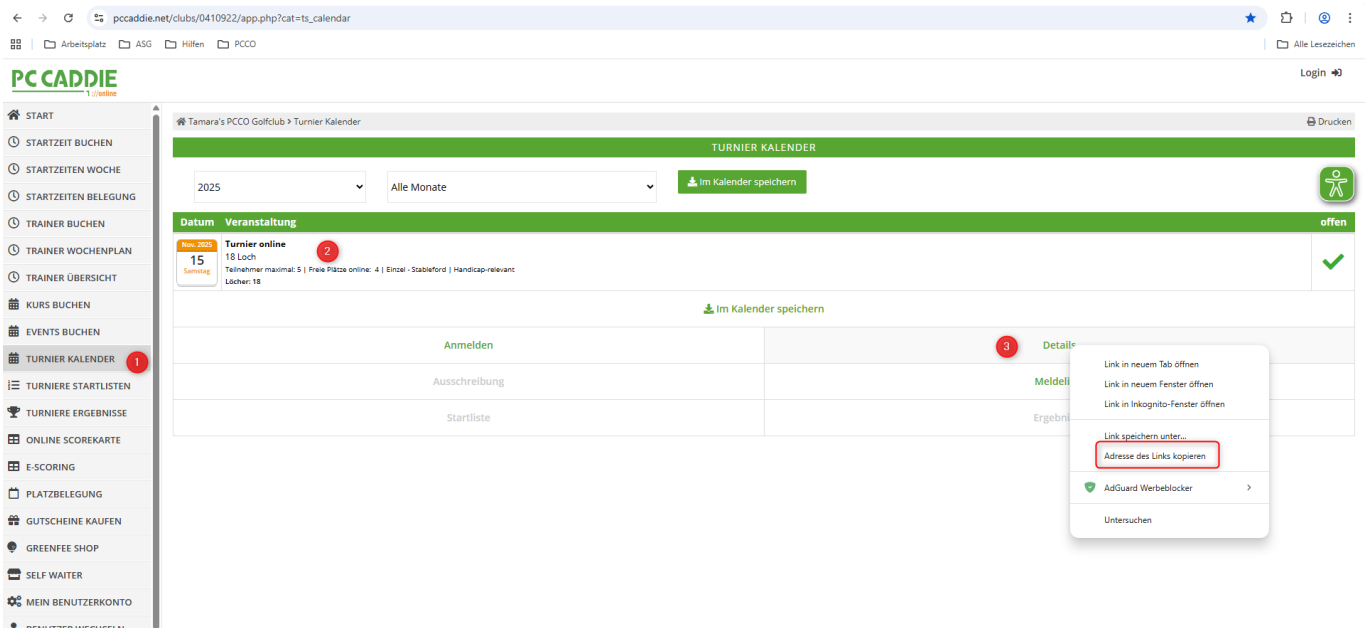 pccaddie.net/clubs/0410922/app.php?cat=ts_calendar
Arbeitsplatz ASG Hilfen PCCO Alle Lesezeichen
PC CADDIE
://online
Login
START
STARTZEIT BUCHEN
STARTZEITEN WOCHE
STARTZEITEN BELEGUNG
TRAINER BUCHEN
TRAINER WOCHENPLAN
TRAINER ÜBERSICHT
KURS BUCHEN
EVENTS BUCHEN
TURNIER KALENDER 1
TURNIERE STARTLISTEN
TURNIERE ERGEBNISSE
ONLINE SCOREKARTE
E-SCORING
PLATZBELEGUNG
GUTSCHEINE KAUFEN
GREENFEE SHOP
SELF WAITER
MEIN BENUTZERKONTO
BENUTZER WECHSELN
Tamara's PCCO Golfclub > Turnier Kalender Drucken
TURNIER KALENDER
2025 Alle Monate Im Kalender speichern
Datum Veranstaltung offen
Nov. 2025
15
Samstag
Turnier online
18 Loch
2
Teilnehmer maximal: 5 | Freie Plätze online: 4 | Einzel - Stableford | Handicap-relevant
Löcher: 18
Im Kalender speichern
Anmelden 3 Details
Ausschreibung Meldeli
Startliste Ergebni
Link in neuem Tab öffnen
Link in neuem Fenster öffnen
Link in Inkognito-Fenster öffnen
Link speichern unter...
Adresse des Links kopieren
AdGuard Werbeblocker
Untersuchen